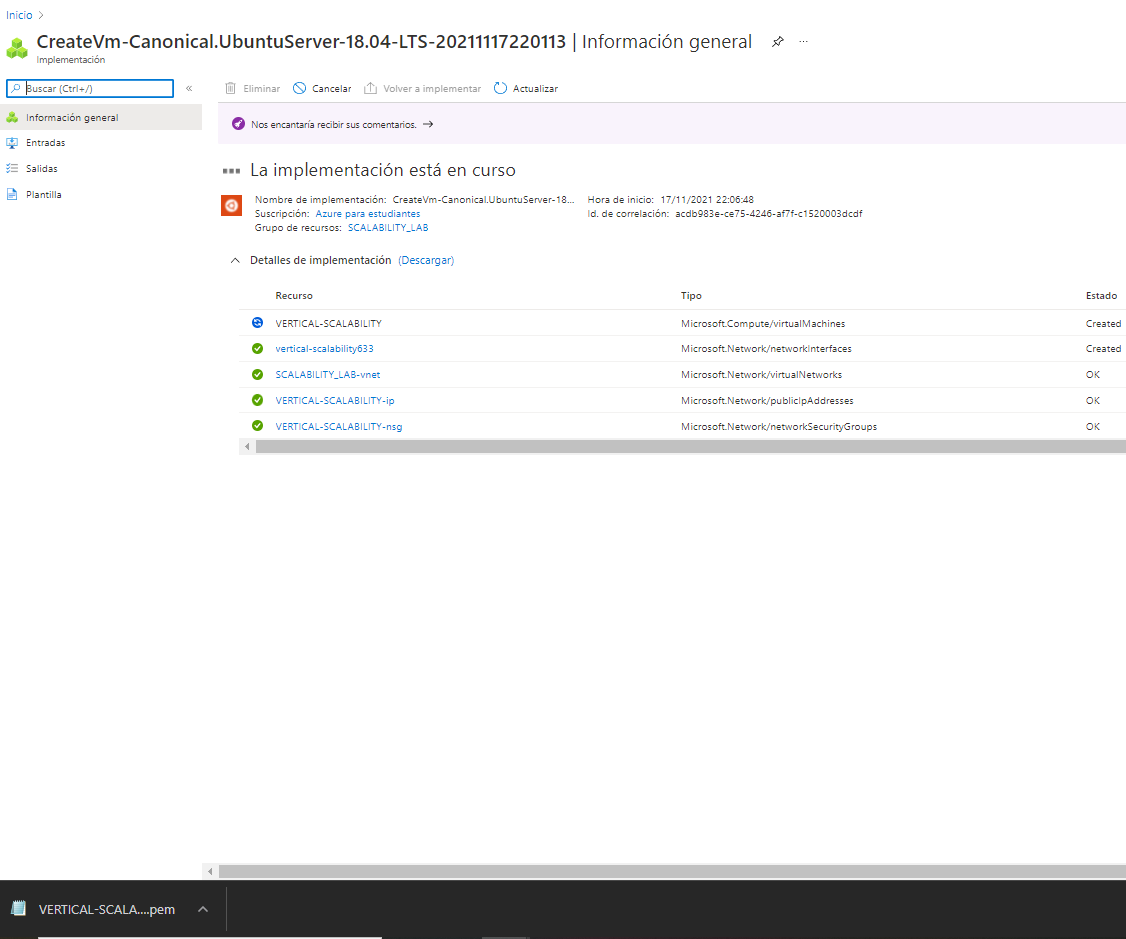 Inicio >
CreateVm-Canonical.UbuntuServer-18.04-LTS-20211117220113 | Información general
Implementación
Buscar (Ctrl+/)
«
Eliminar
Cancelar
Volver a implementar
Actualizar
Información general
Entradas
Salidas
Plantilla
Nos encantaría recibir sus comentarios. →
La implementación está en curso
Nombre de implementación: CreateVm-Canonical.UbuntuServer-18...
Hora de inicio: 17/11/2021 22:06:48
Suscripción: Azure para estudiantes
Id. de correlación: acdb983e-ce75-4246-af7f-c1520003dcdf
Grupo de recursos: SCALABILITY_LAB
Detalles de implementación (Descargar)
Recurso Tipo Estado
VERTICAL-SCALABILITY Microsoft.Compute/virtualMachines Created
vertical-scalability633 Microsoft.Network/networkInterfaces Created
SCALABILITY_LAB-vnet Microsoft.Network/virtualNetworks OK
VERTICAL-SCALABILITY-ip Microsoft.Network/publicIpAddresses OK
VERTICAL-SCALABILITY-nsg Microsoft.Network/networkSecurityGroups OK
VERTICAL-SCALA....pem